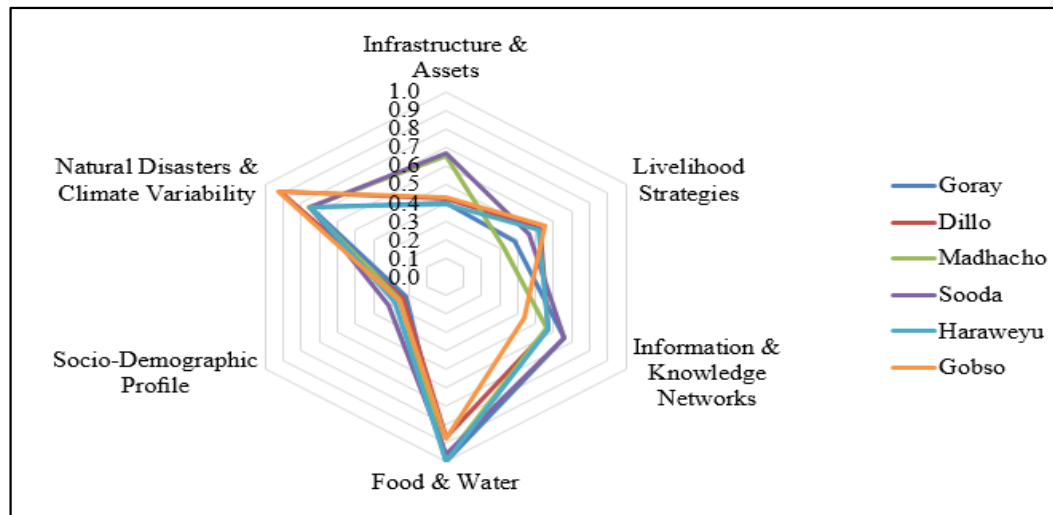 Infrastructure &
Assets
1.0
0.9
0.8
0.7
0.6
0.5
0.4
0.3
0.2
0.1
0.0
Natural Disasters &
Climate Variability
Livelihood
Strategies
Socio-Demographic
Profile
Information &
Knowledge
Networks
Food & Water
Goray
Dillo
Madhacho
Sooda
Haraweyu
Gobso